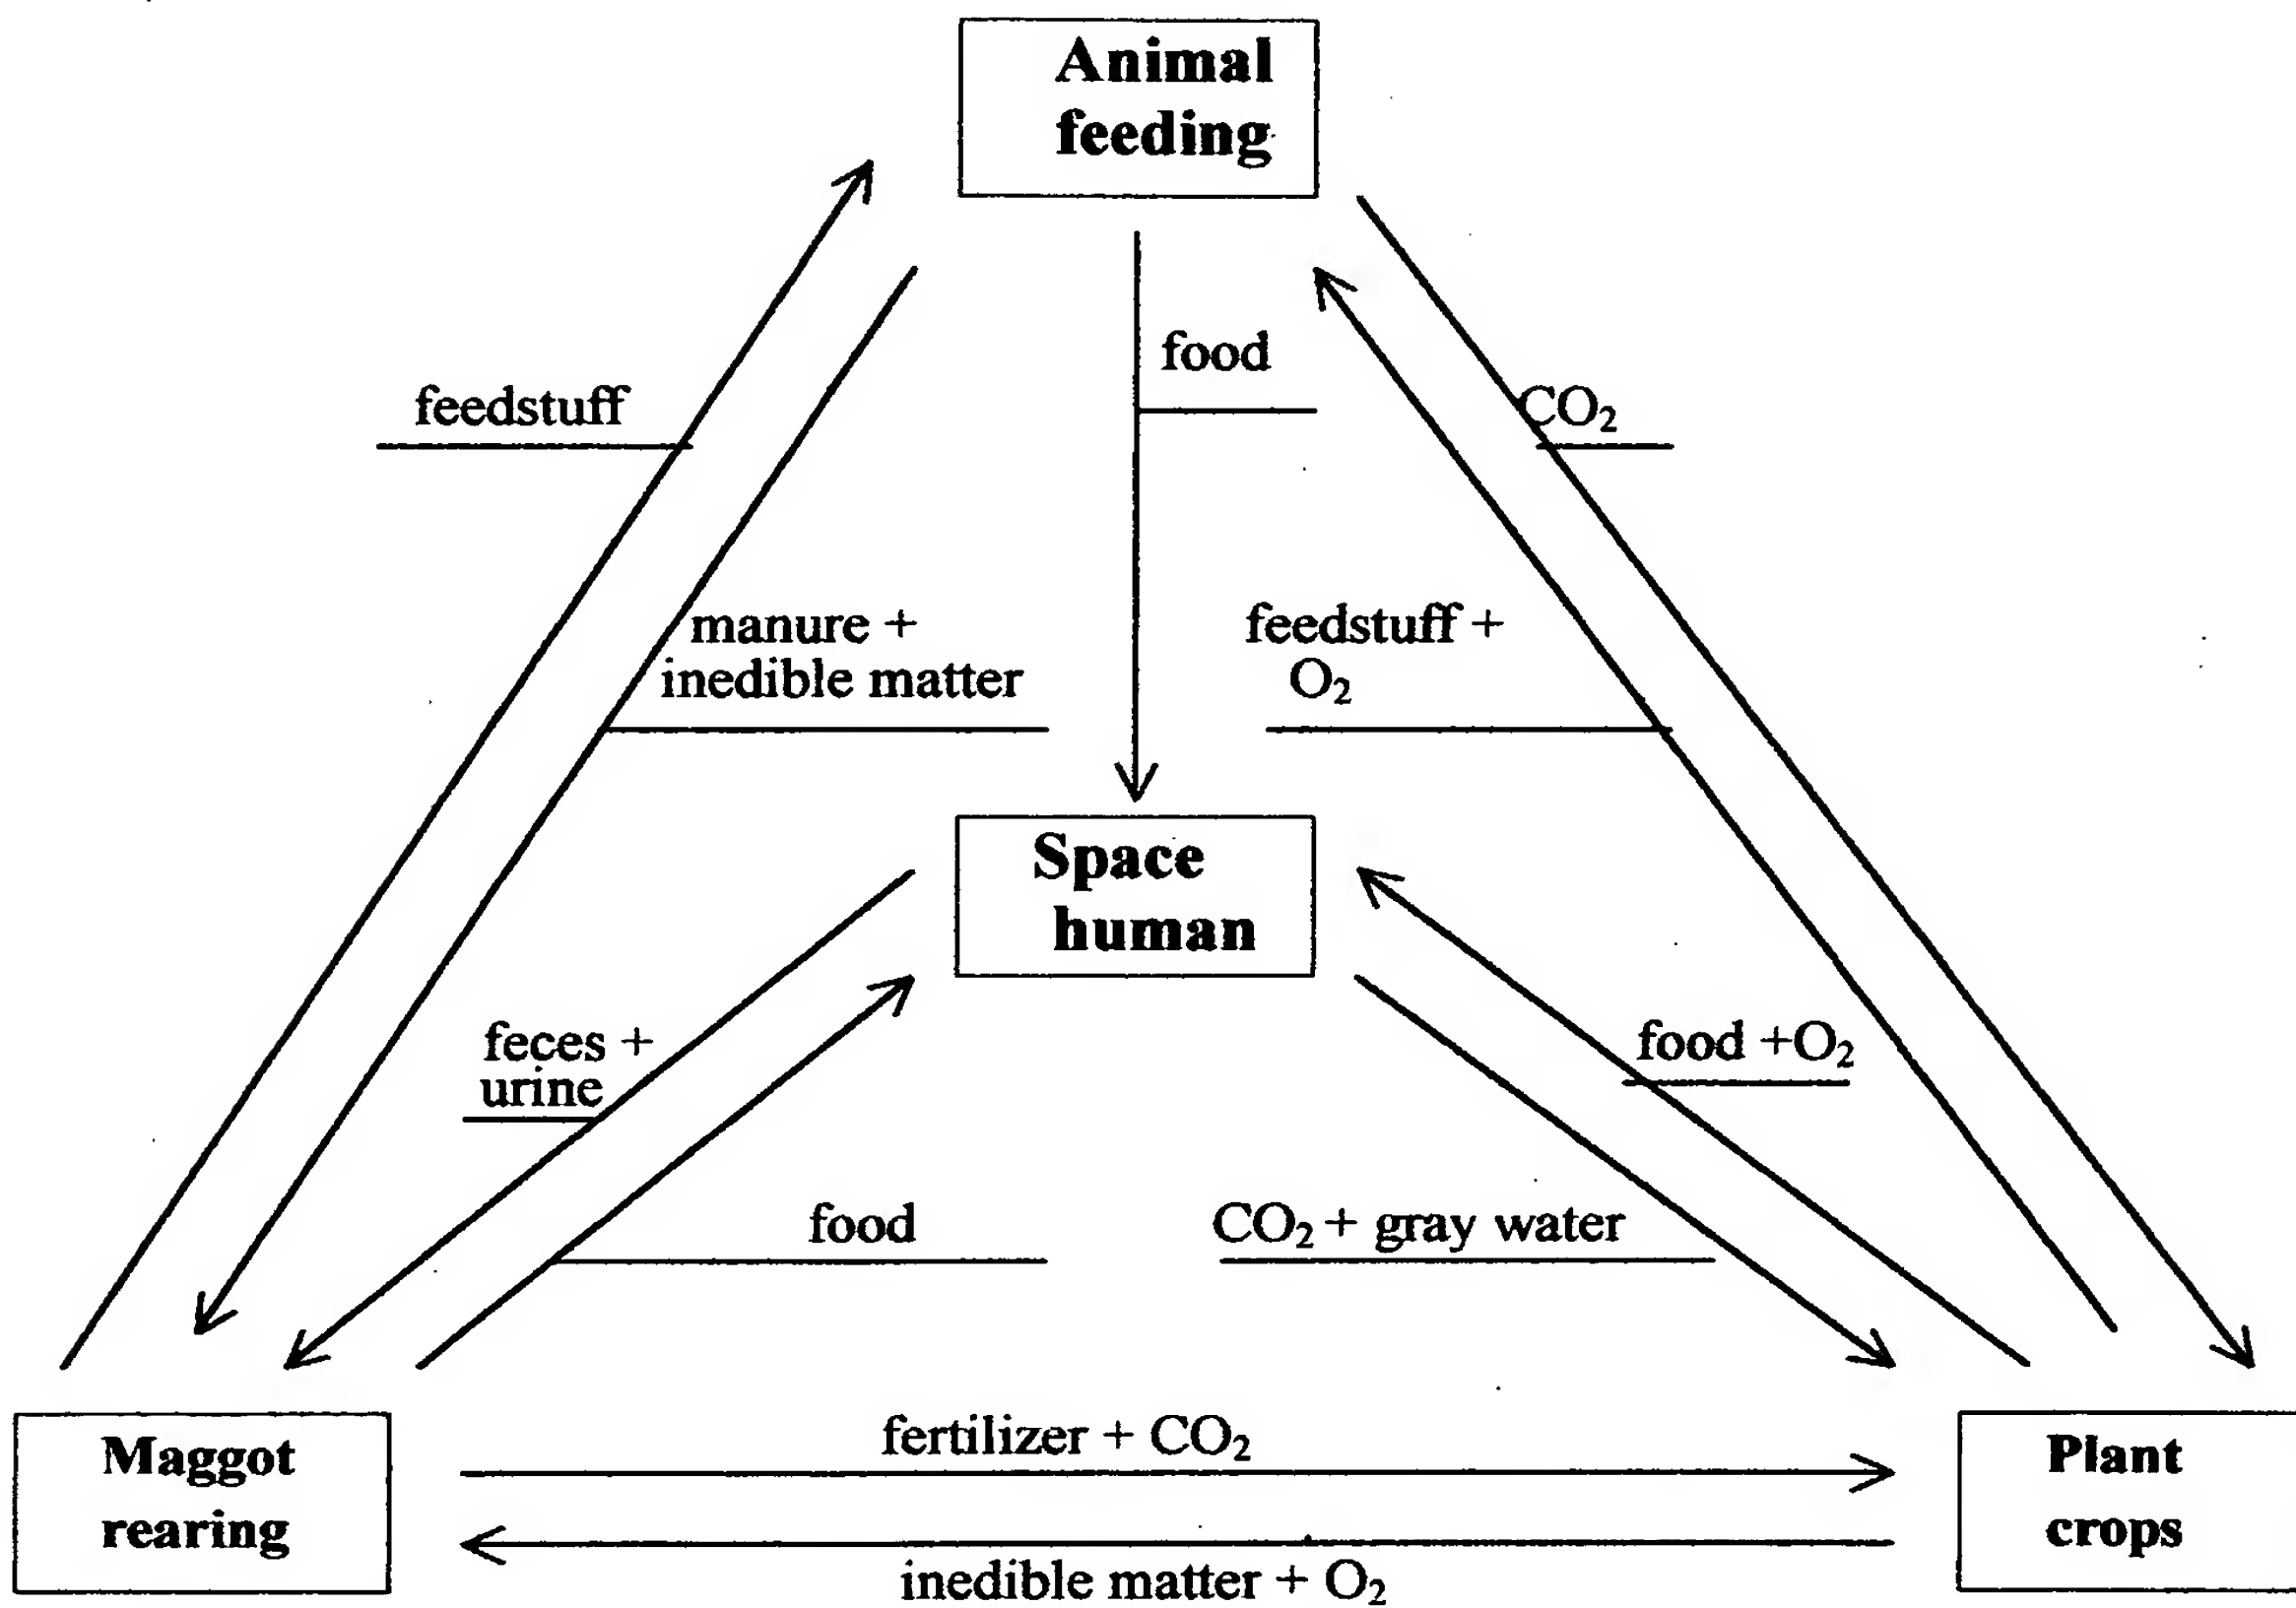 Animal
feeding
food
feedstuff
CO₂
manure +
inedible matter
feedstuff +
O₂
Space
human
feces +
urine
food +O₂
food
CO₂ + gray water
fertilizer + CO₂
Maggot
rearing
Plant
crops
inedible matter + O₂